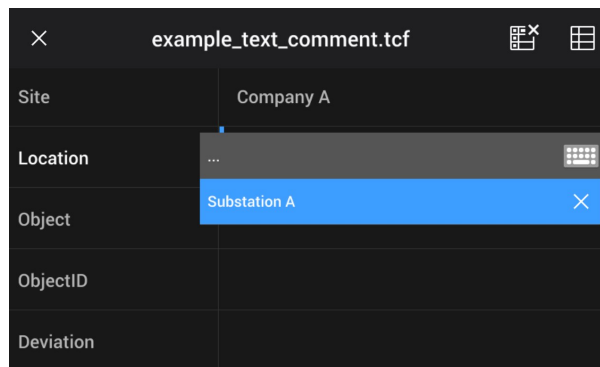 example_text_comment.tcf
Site Company A
Location ...
Substation A
Object
ObjectID
Deviation